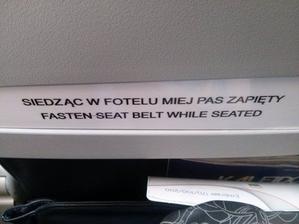 SIEDZĄC W FOTELU MIEJ PAS ZAPIĘTY
FASTEN SEAT BELT WHILE SEATED